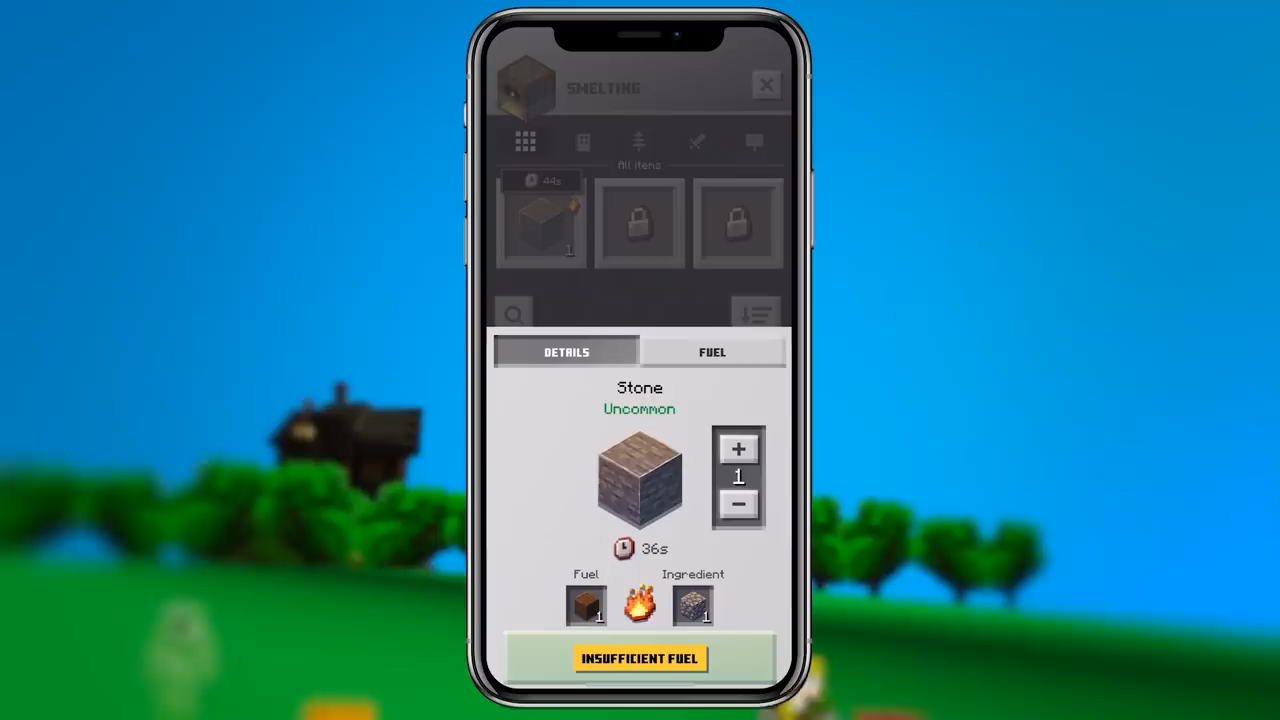 SMELTING
All items
44s
1
DETAILS
FUEL
Stone
Uncommon
1
36s
Fuel
Ingredient
1
1
INSUFFICIENT FUEL